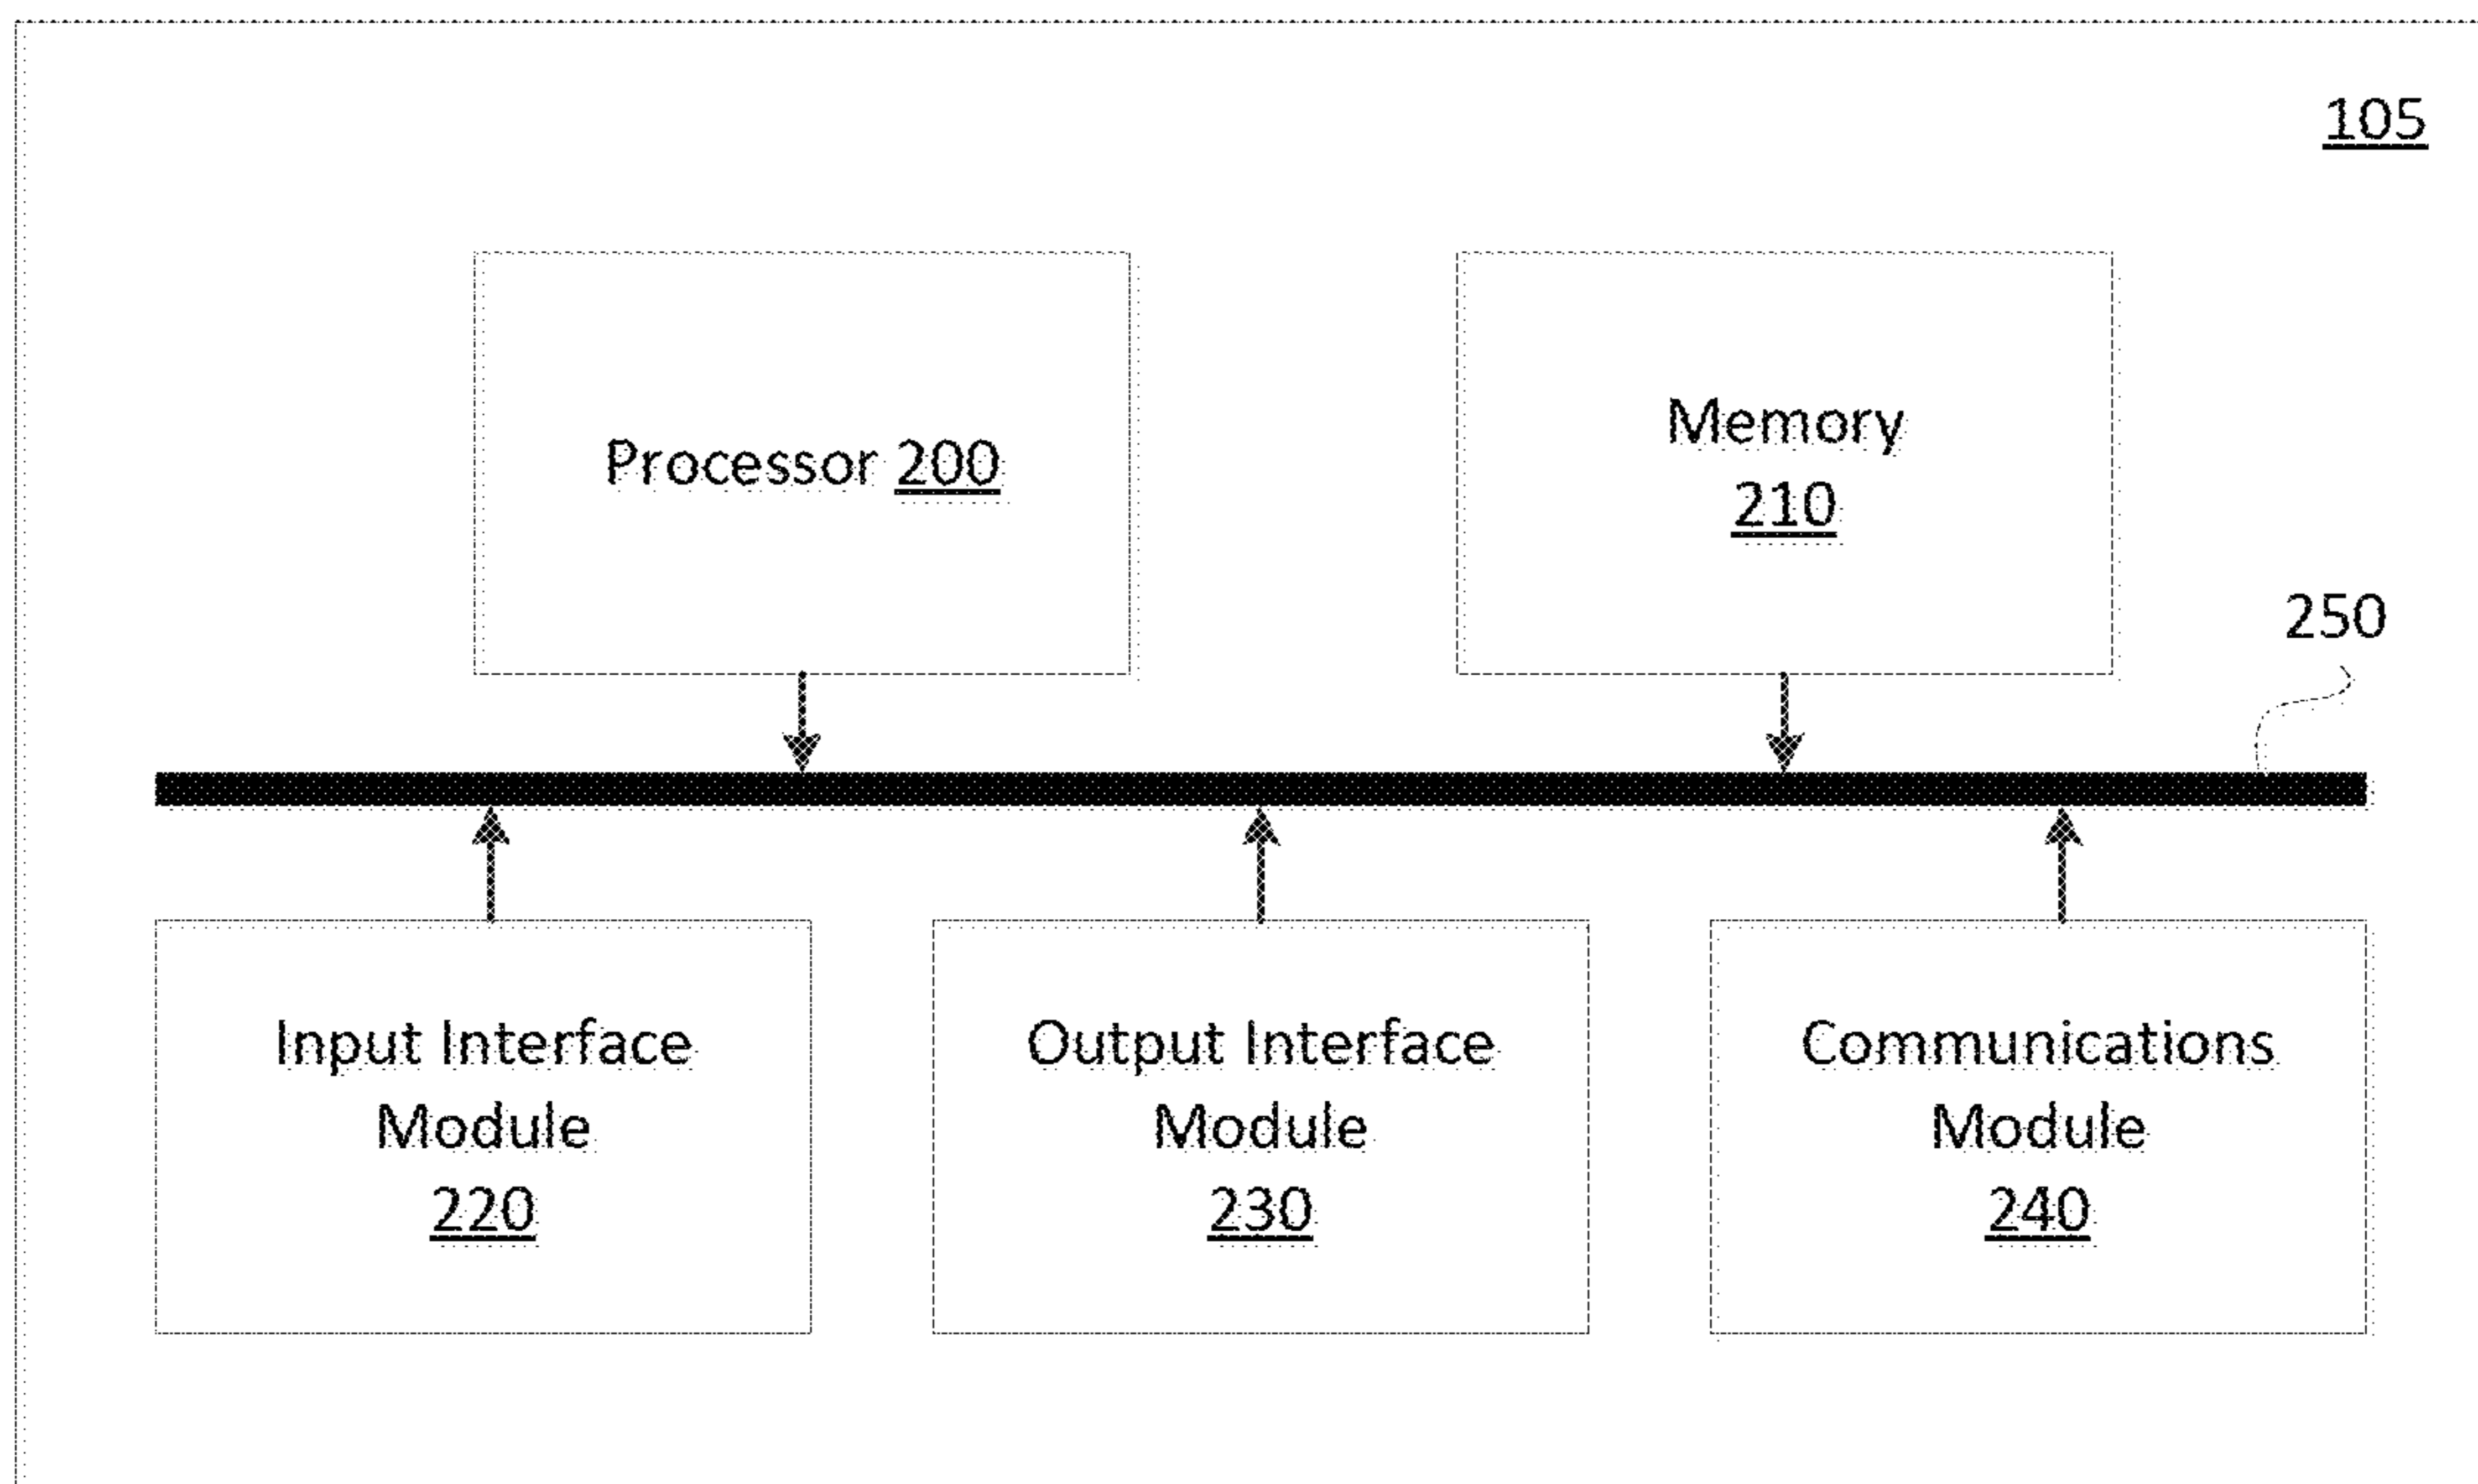 105
Processor 200
Memory
210
250
Input Interface
Module
220
Output Interface
Module
230
Communications
Module
240